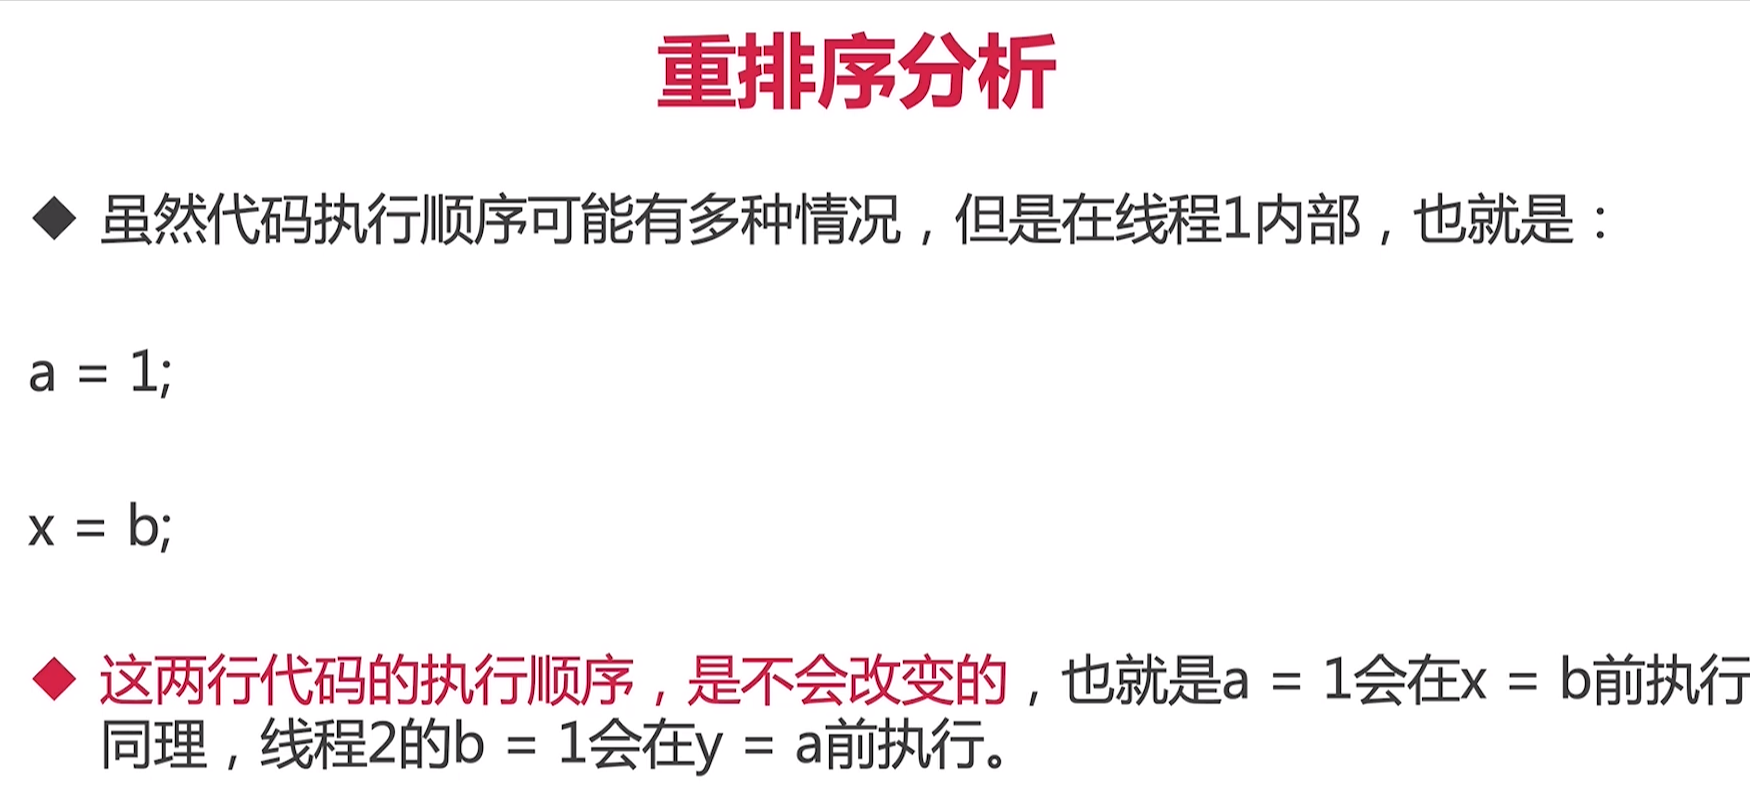 重排序分析
◆ 虽然代码执行顺序可能有多种情况，但是在线程1内部，也就是：
a = 1;
x = b;
◆ 这两行代码的执行顺序，是不会改变的，也就是a = 1会在x = b前执行
同理，线程2的b = 1会在y = a前执行。